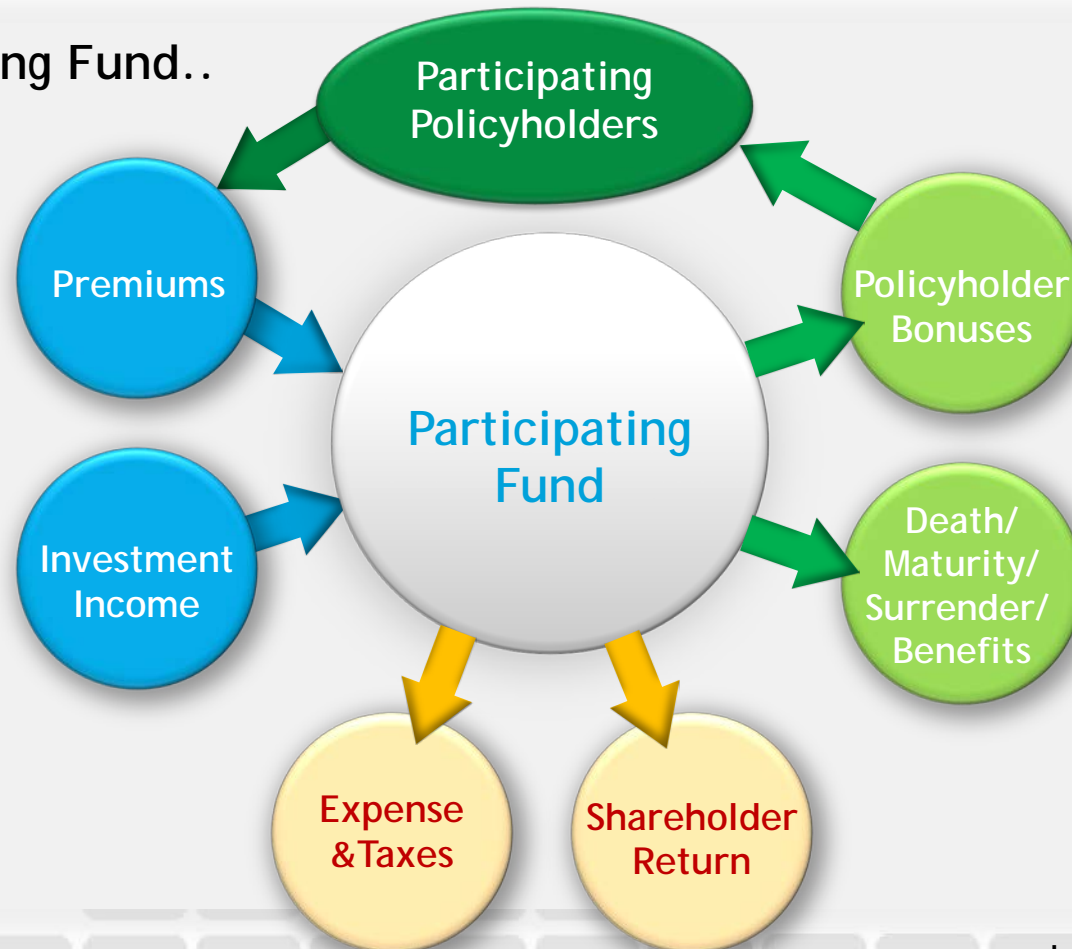 ng Fund..
Participating
Policyholders
Premiums
Policyholder
Bonuses
Participating
Fund
Investment
Income
Death/
Maturity/
Surrender/
Benefits
Expense
&Taxes
Shareholder
Return